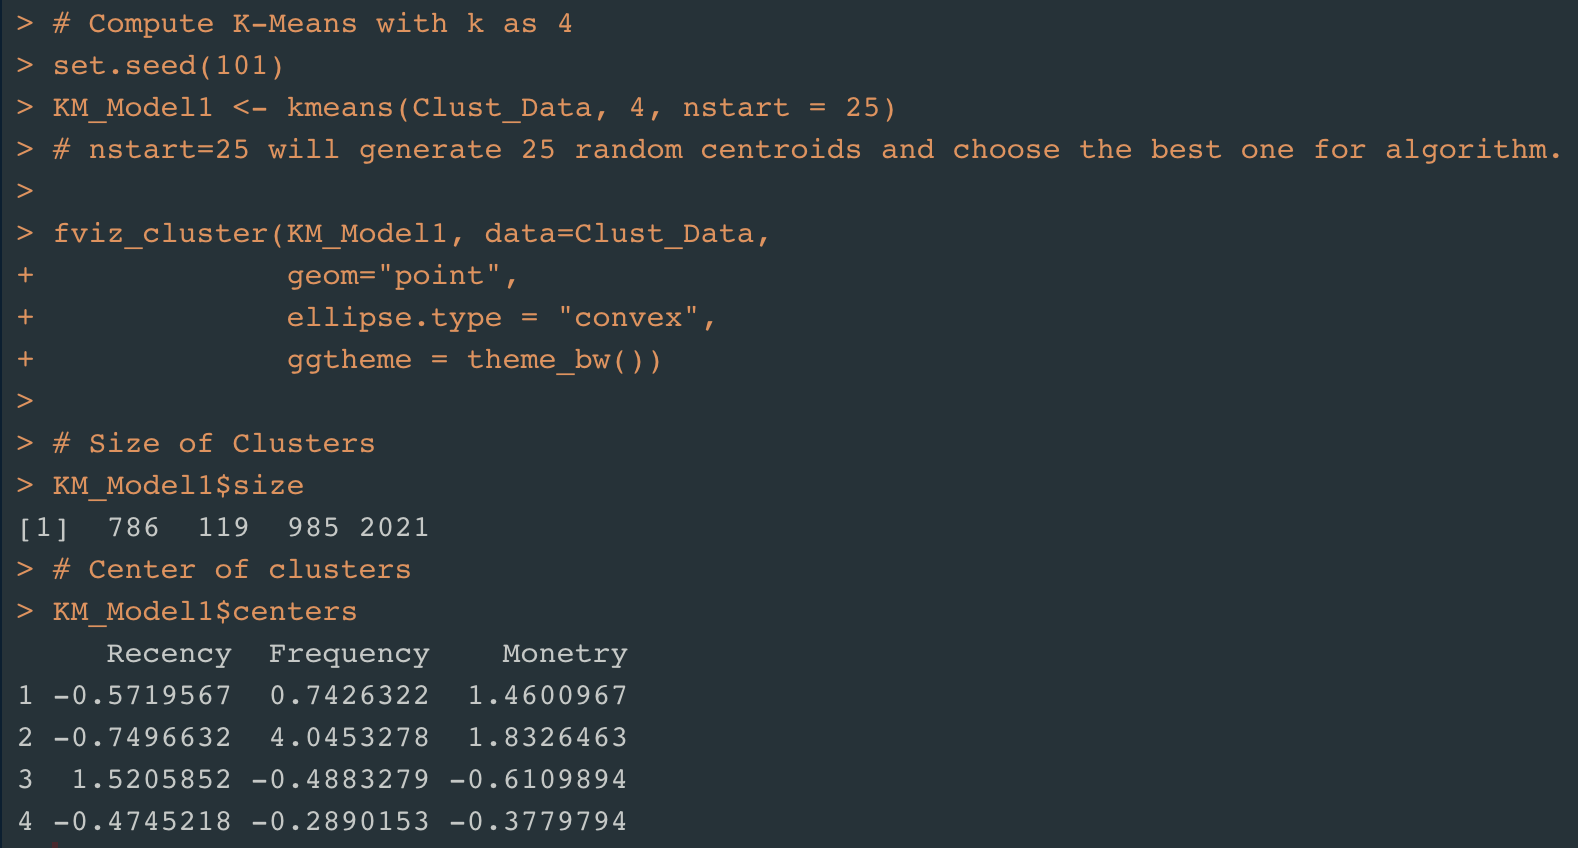 > # Compute K-Means with k as 4
> set.seed(101)
> KM_Model1 <- kmeans(Clust_Data, 4, nstart = 25)
> # nstart=25 will generate 25 random centroids and choose the best one for algorithm.
>
> fviz_cluster(KM_Model1, data=Clust_Data,
+              geom="point",
+              ellipse.type = "convex",
+              ggtheme = theme_bw())
>
> # Size of Clusters
> KM_Model1$size
[1]  786  119  985 2021
> # Center of clusters
> KM_Model1$centers
     Recency  Frequency    Monetry
1 -0.5719567  0.7426322  1.4600967
2 -0.7496632  4.0453278  1.8326463
3  1.5205852 -0.4883279 -0.6109894
4 -0.4745218 -0.2890153 -0.3779794